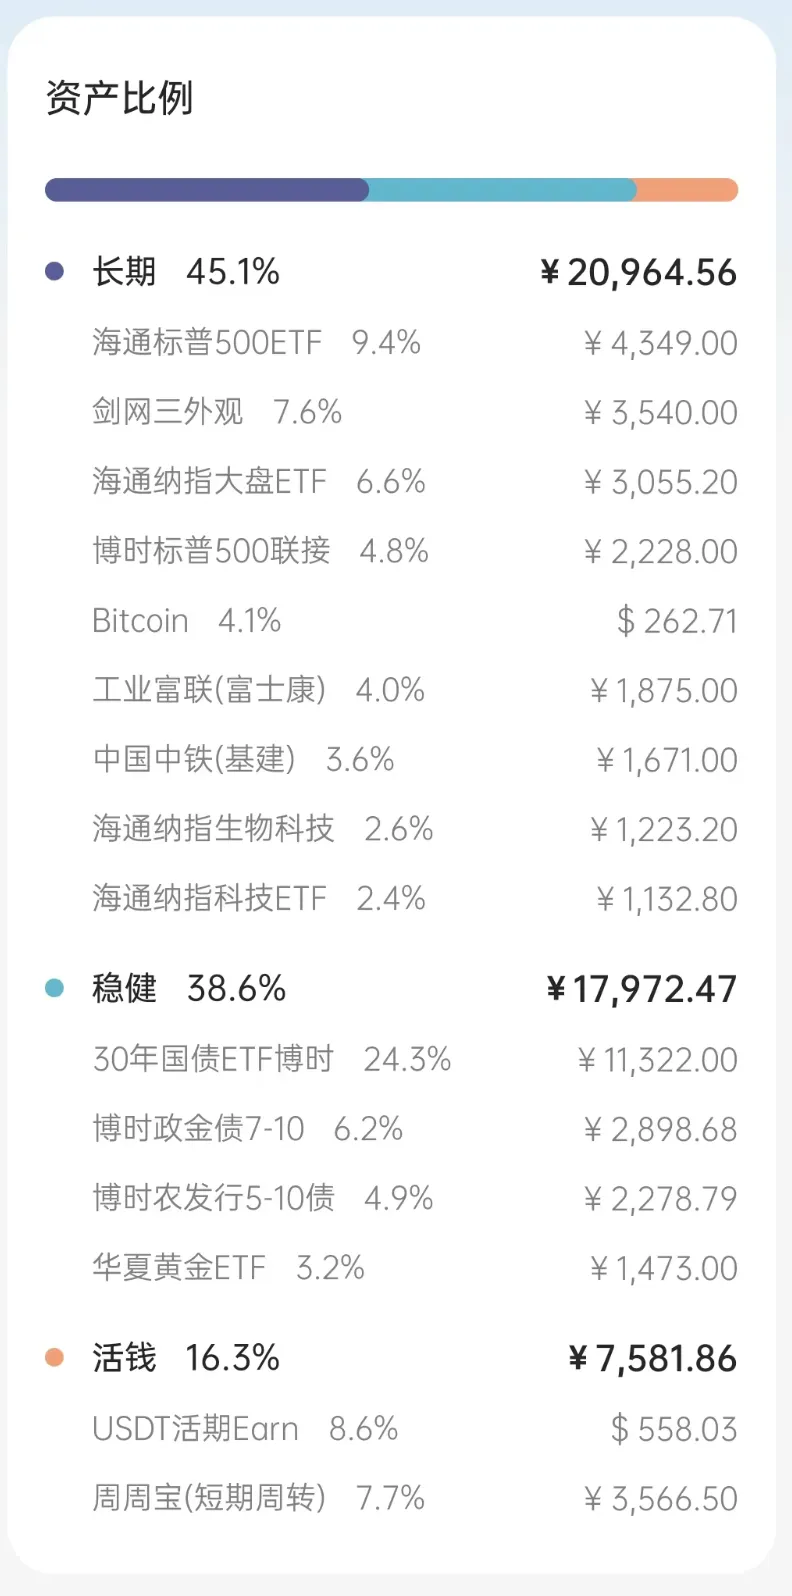 资产比例
长期 45.1% ¥20,964.56
海通标普500ETF 9.4% ¥4,349.00
剑网三外观 7.6% ¥3,540.00
海通纳指大盘ETF 6.6% ¥3,055.20
博时标普500联接 4.8% ¥2,228.00
Bitcoin 4.1% $262.71
工业富联(富士康) 4.0% ¥1,875.00
中国中铁(基建) 3.6% ¥1,671.00
海通纳指生物科技 2.6% ¥1,223.20
海通纳指科技ETF 2.4% ¥1,132.80
稳健 38.6% ¥17,972.47
30年国债ETF博时 24.3% ¥11,322.00
博时政金债7-10 6.2% ¥2,898.68
博时农发行5-10债 4.9% ¥2,278.79
华夏黄金ETF 3.2% ¥1,473.00
活钱 16.3% ¥7,581.86
USDT活期Earn 8.6% $558.03
周周宝(短期周转) 7.7% ¥3,566.50